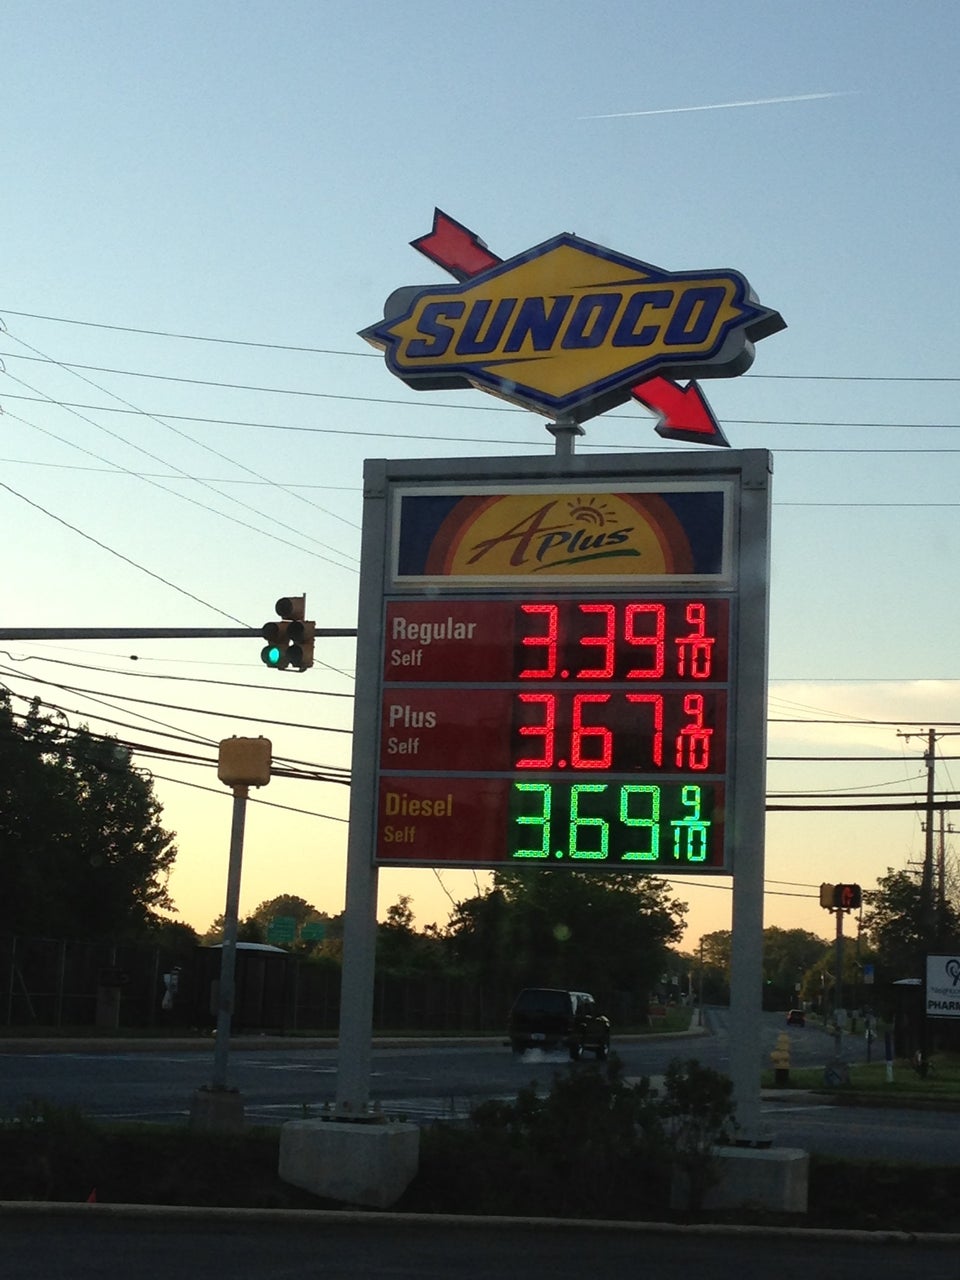 SUNOCO
APlus
Regular
Self
3.39 9/10
Plus
Self
3.67 9/10
Diesel
Self
3.69 9/10